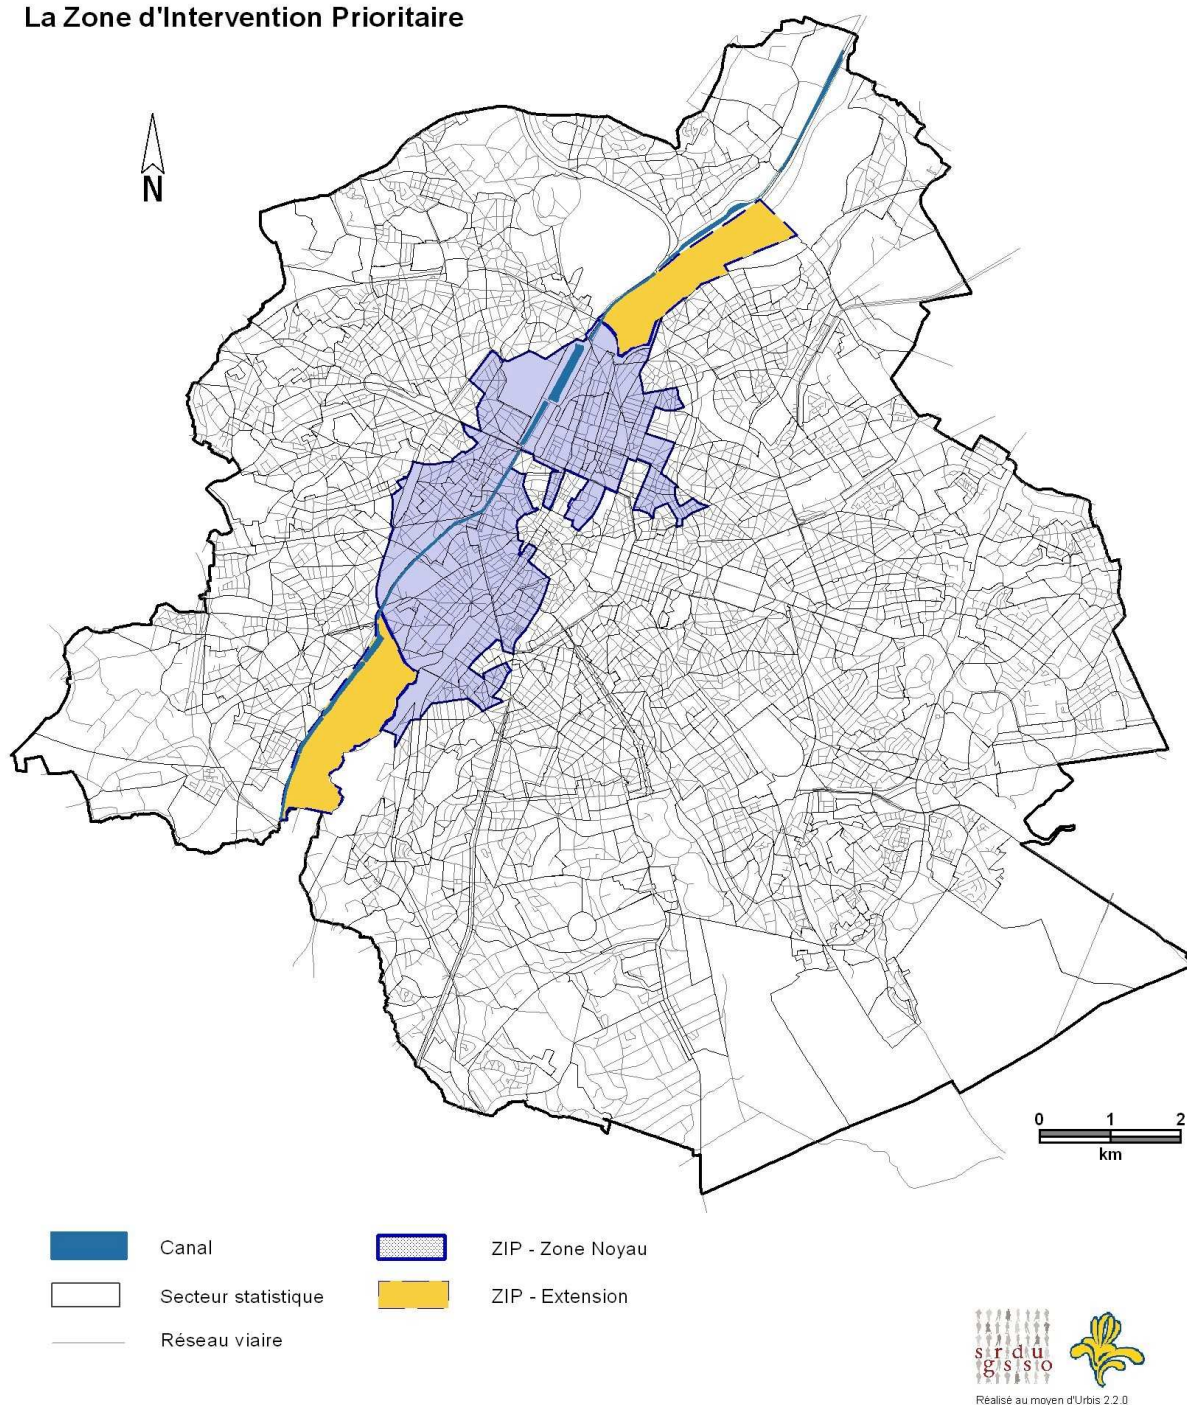 La Zone d'Intervention Prioritaire
N
0 1 2
km
Canal
ZIP - Zone Noyau
Secteur statistique
ZIP - Extension
Réseau viaire
s r d u
g s s o
Réalisé au moyen d'Urbis 2.2.0